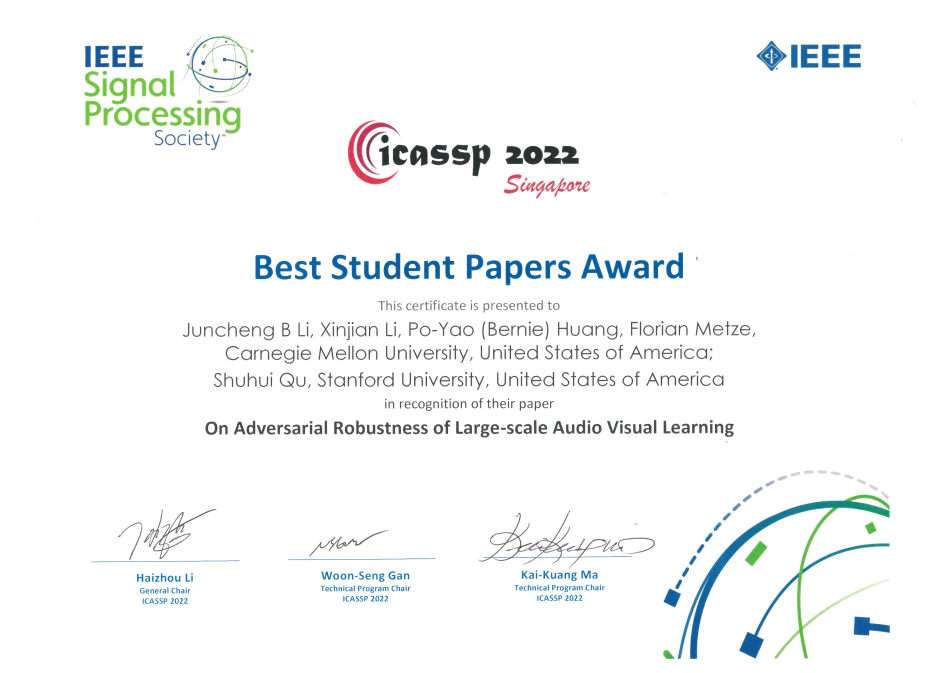 IEEE
Signal
Processing
Society™
IEEE
icassp 2022
Singapore
Best Student Papers Award
This certificate is presented to
Juncheng B Li, Xinjian Li, Po-Yao (Bernie) Huang, Florian Metze,
Carnegie Mellon University, United States of America;
Shuhui Qu, Stanford University, United States of America
in recognition of their paper
On Adversarial Robustness of Large-scale Audio Visual Learning
Haizhou Li
General Chair
ICASSP 2022
Woon-Seng Gan
Technical Program Chair
ICASSP 2022
Kai-Kuang Ma
Technical Program Chair
ICASSP 2022